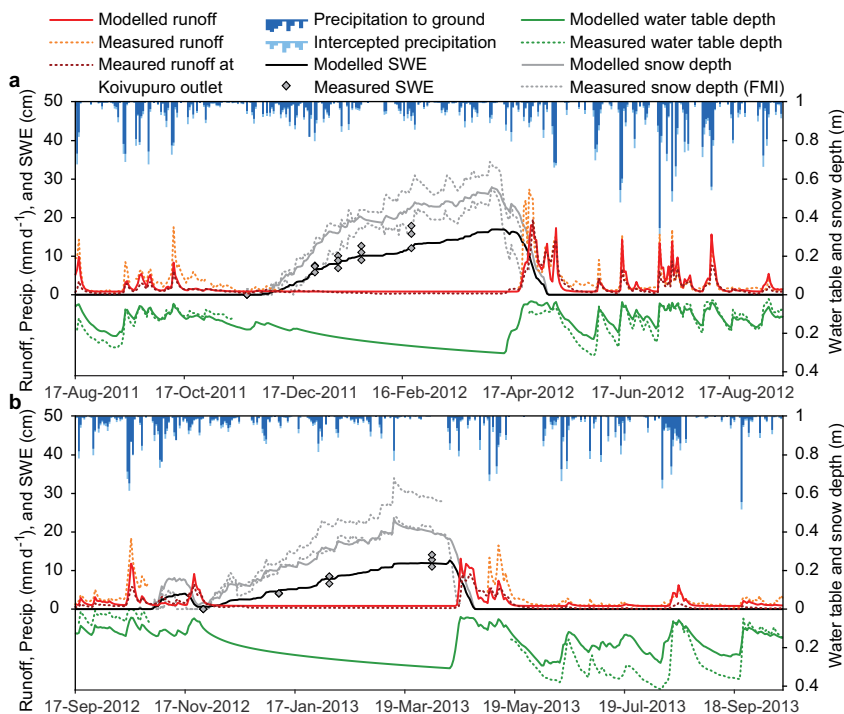 Modelled runoff
Precipitation to ground
Modelled water table depth
Measured runoff
Intercepted precipitation
Measured water table depth
Meaured runoff at
Modelled SWE
Modelled snow depth
Koivupuro outlet
Measured SWE
Measured snow depth (FMI)
a
50
40
30
20
10
0
Runoff, Precip. (mm d⁻¹), and SWE (cm)
1
0.8
0.6
0.4
0.2
0
0.2
0.4
Water table and snow depth (m)
17-Aug-2011
17-Oct-2011
17-Dec-2011
16-Feb-2012
17-Apr-2012
17-Jun-2012
17-Aug-2012
b
50
40
30
20
10
0
Runoff, Precip. (mm d⁻¹), and SWE (cm)
1
0.8
0.6
0.4
0.2
0
0.2
0.4
Water table and snow depth (m)
17-Sep-2012
17-Nov-2012
17-Jan-2013
19-Mar-2013
19-May-2013
19-Jul-2013
18-Sep-2013